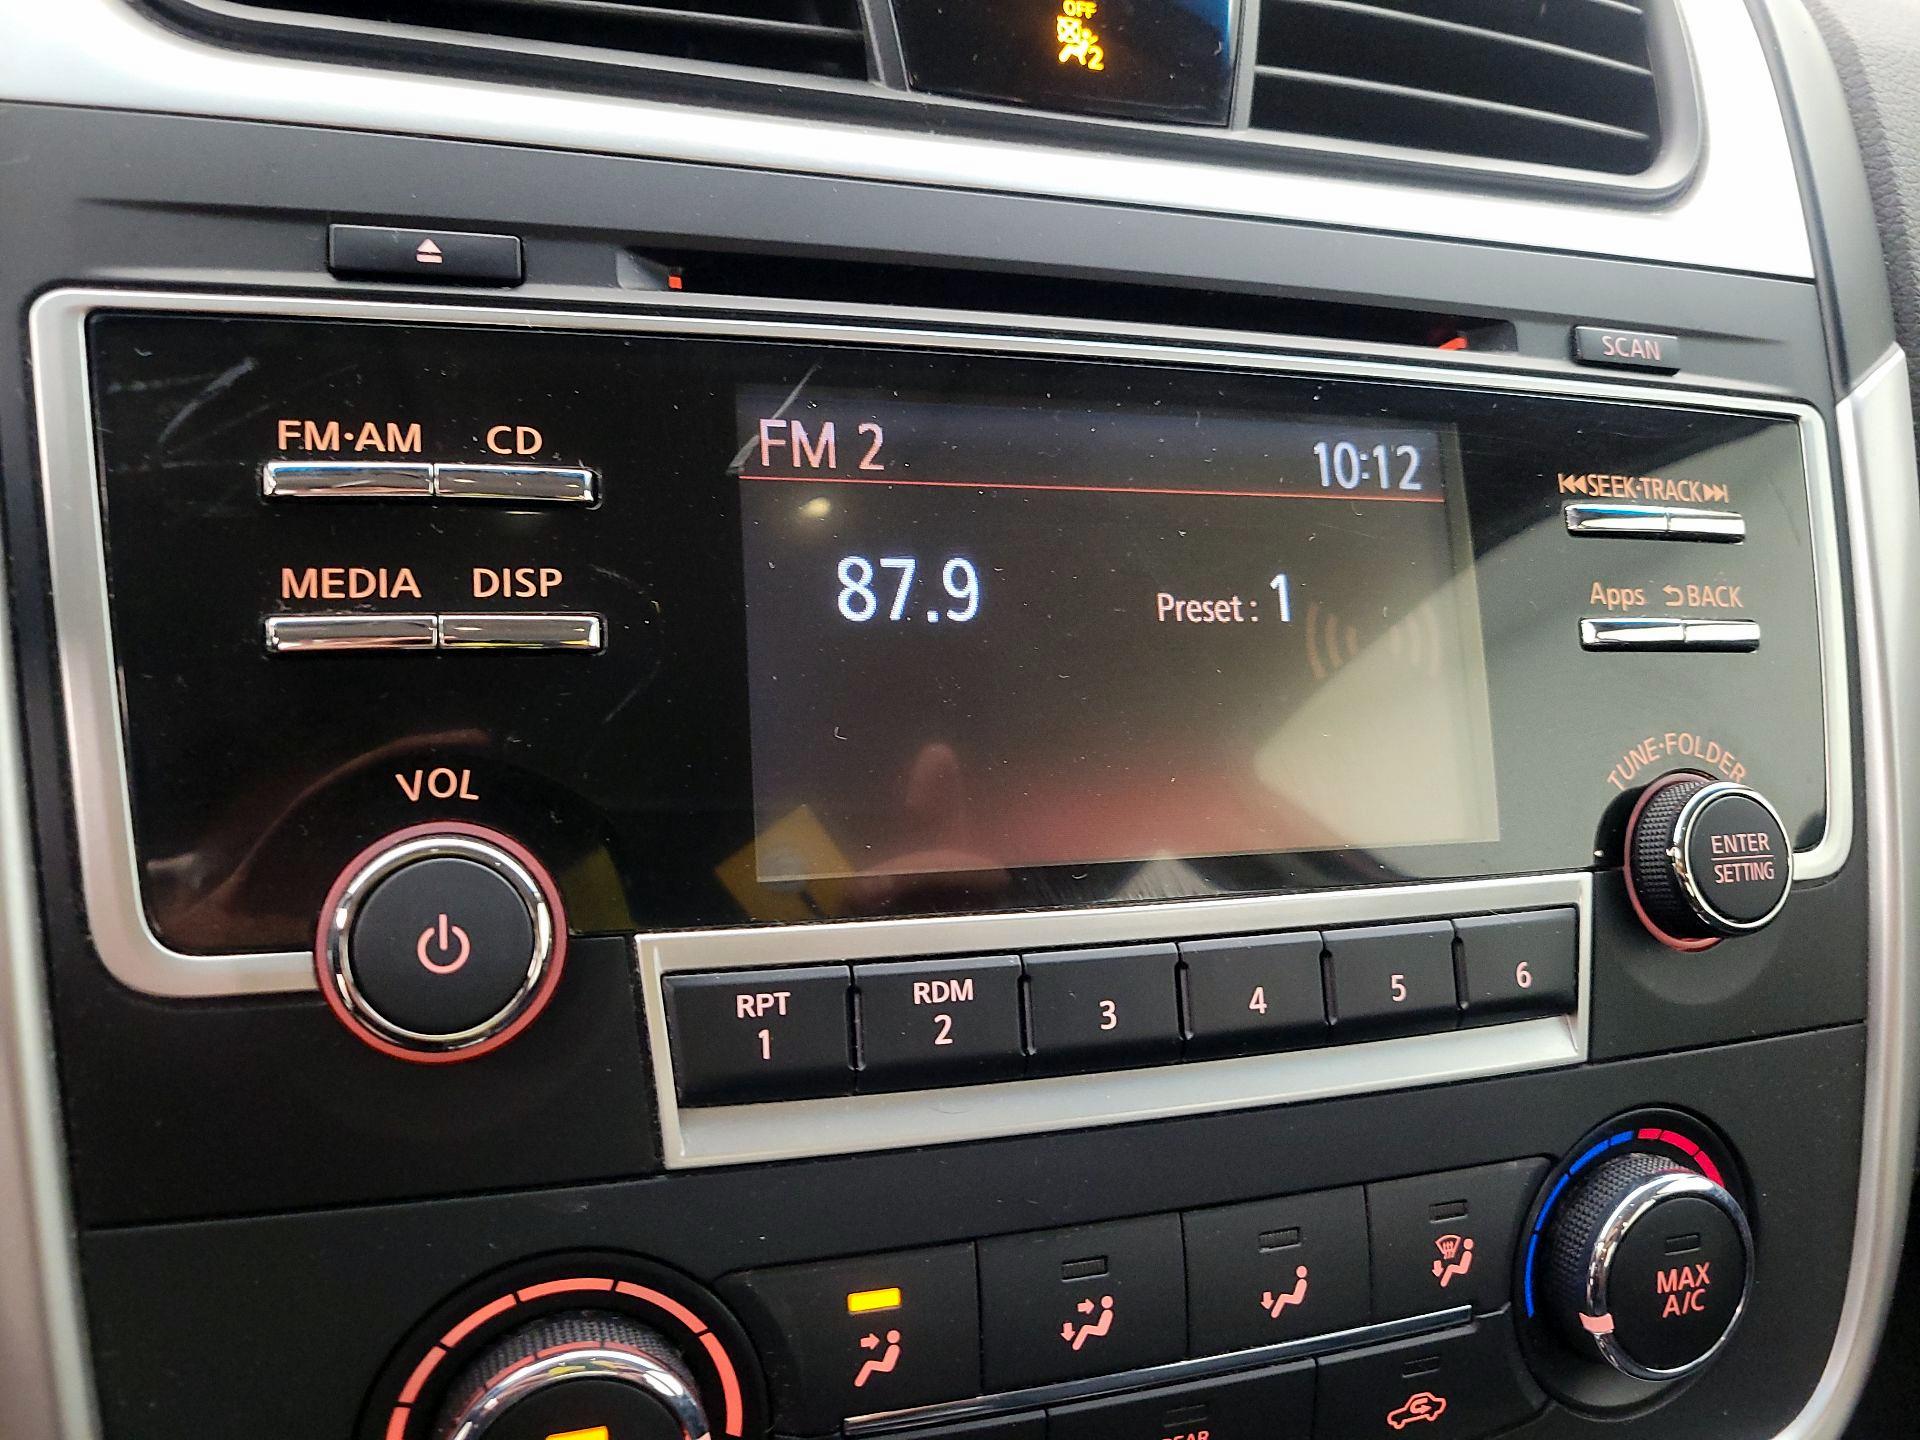 OFF
2
SCAN
FM·AM CD
FM 2 10:12
SEEK·TRACK
MEDIA DISP
87.9 Preset : 1
Apps BACK
VOL
TUNE·FOLDER
ENTER
SETTING
RPT
1
RDM
2
3
4
5
6
MAX
A/C
REAR